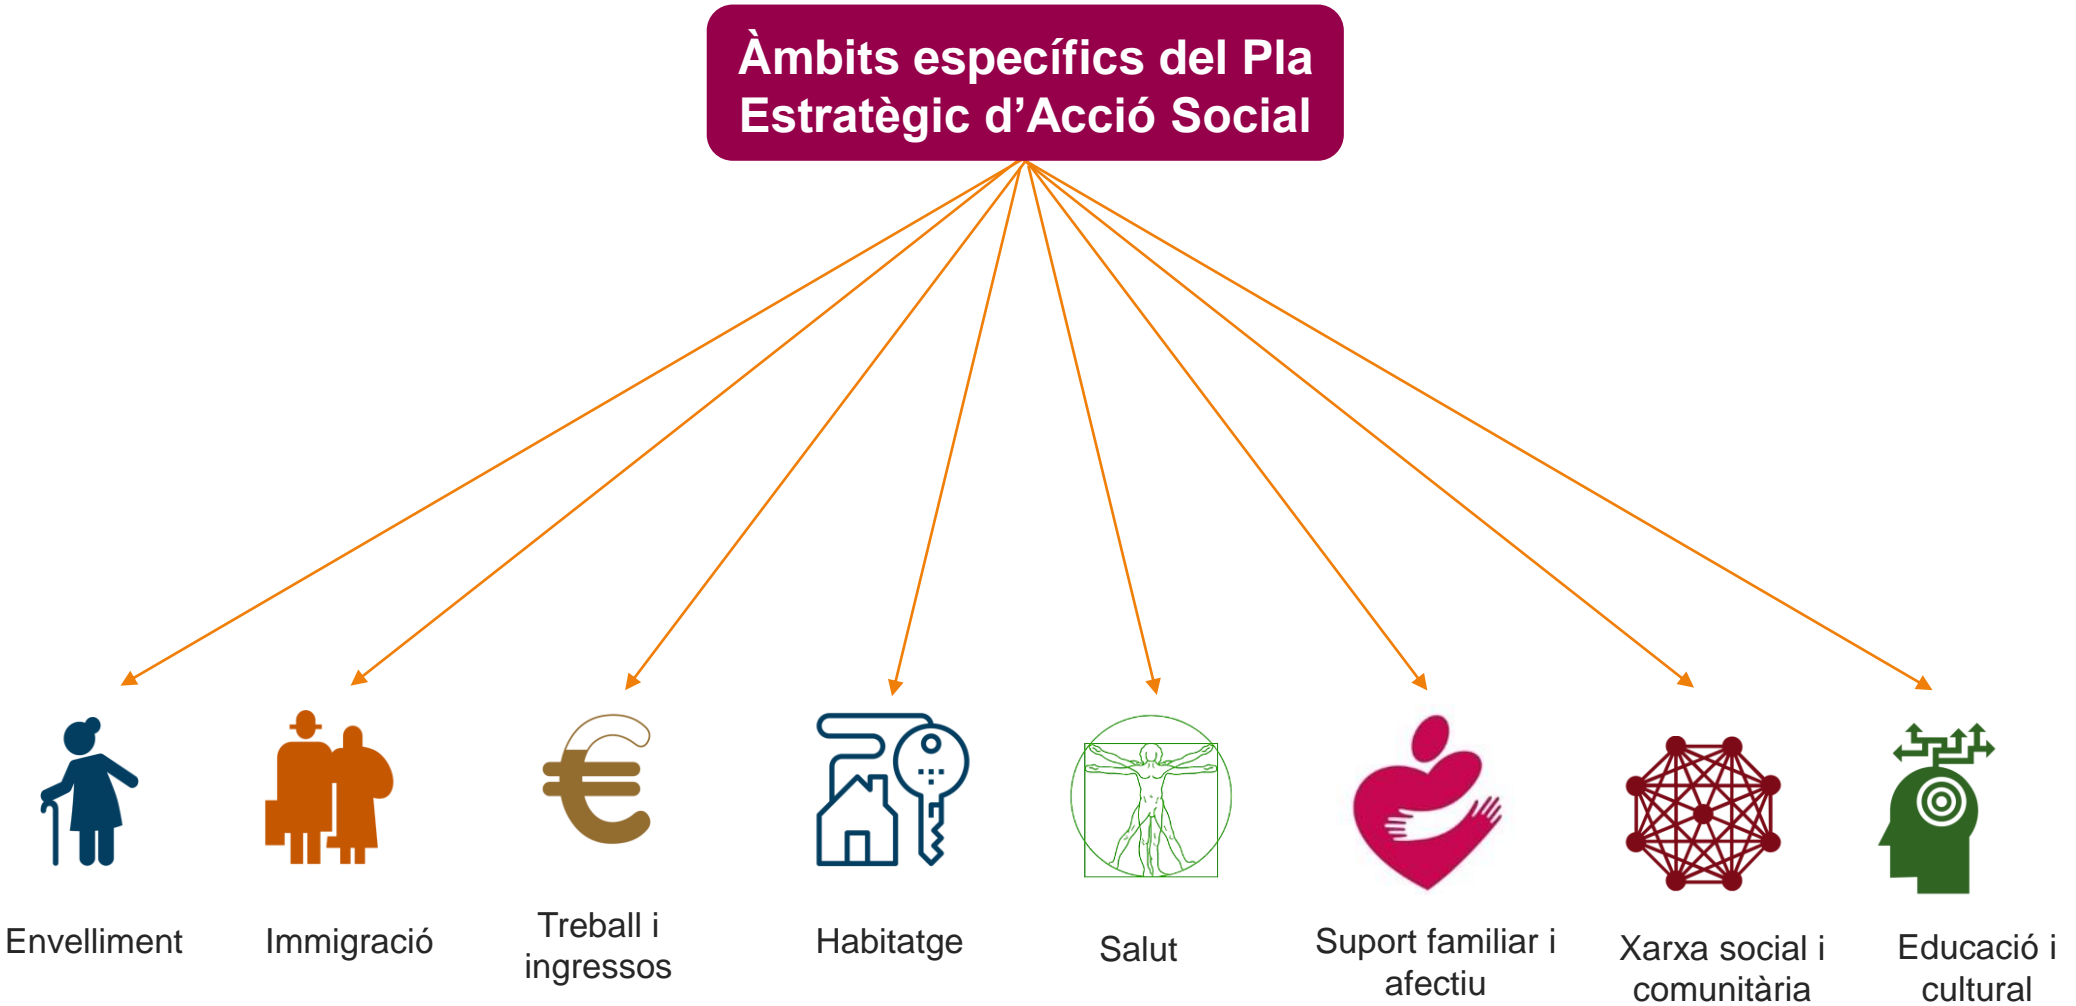 Àmbits específics del Pla
Estratègic d’Acció Social
Envelliment
Immigració
Treball i
ingressos
Habitatge
Salut
Suport familiar i
afectiu
Xarxa social i
comunitària
Educació i
cultural